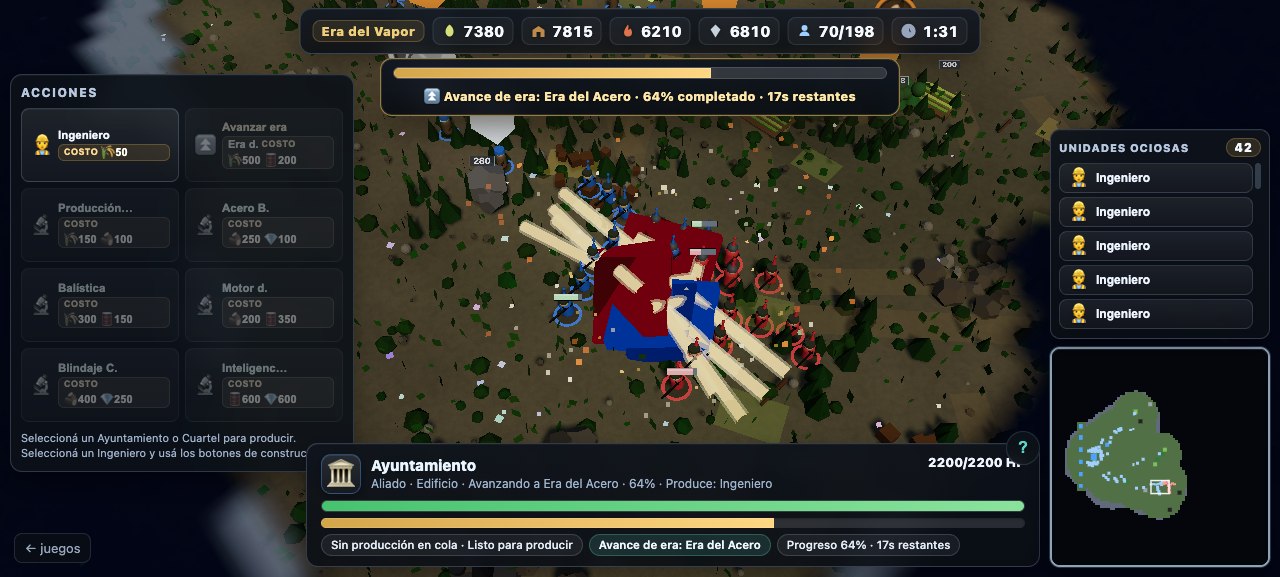 Era del Vapor 7380 7815 6210 6810 70/198 1:31
Avance de era: Era del Acero · 64% completado · 17s restantes
200
280
ACCIONES
Ingeniero
COSTO 50
Avanzar era
Era d. COSTO
500 200
Producción...
COSTO
150 100
Acero B.
COSTO
250 100
Balística
COSTO
300 150
Motor d.
COSTO
200 350
Blindaje C.
COSTO
400 250
Inteligenc...
COSTO
600 600
Seleccioná un Ayuntamiento o Cuartel para producir.
Seleccioná un Ingeniero y usá los botones de construc
UNIDADES OCIOSAS 42
Ingeniero
Ingeniero
Ingeniero
Ingeniero
Ingeniero
?
Ayuntamiento
2200/2200
Aliado · Edificio · Avanzando a Era del Acero · 64% · Produce: Ingeniero
Sin producción en cola · Listo para producir
Avance de era: Era del Acero
Progreso 64% · 17s restantes
← juegos